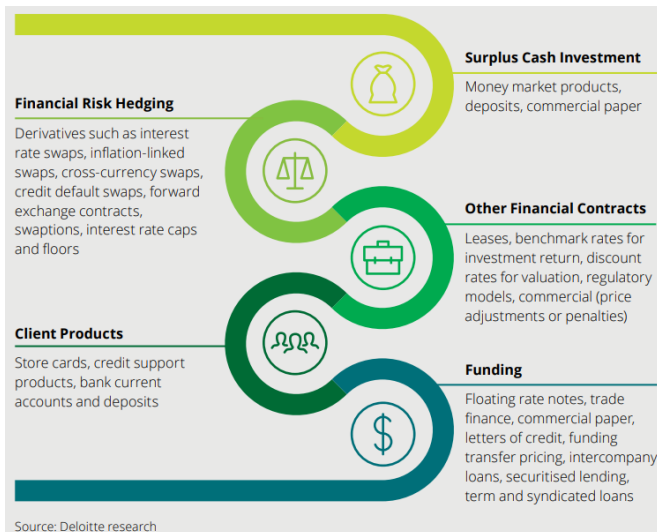 Surplus Cash Investment
Money market products,
deposits, commercial paper
Financial Risk Hedging
Derivatives such as interest
rate swaps, inflation-linked
swaps, cross-currency swaps,
credit default swaps, forward
exchange contracts,
swaptions, interest rate caps
and floors
Other Financial Contracts
Leases, benchmark rates for
investment return, discount
rates for valuation, regulatory
models, commercial (price
adjustments or penalties)
Client Products
Store cards, credit support
products, bank current
accounts and deposits
Funding
Floating rate notes, trade
finance, commercial paper,
letters of credit, funding
transfer pricing, intercompany
loans, securitised lending,
term and syndicated loans
$
Source: Deloitte research